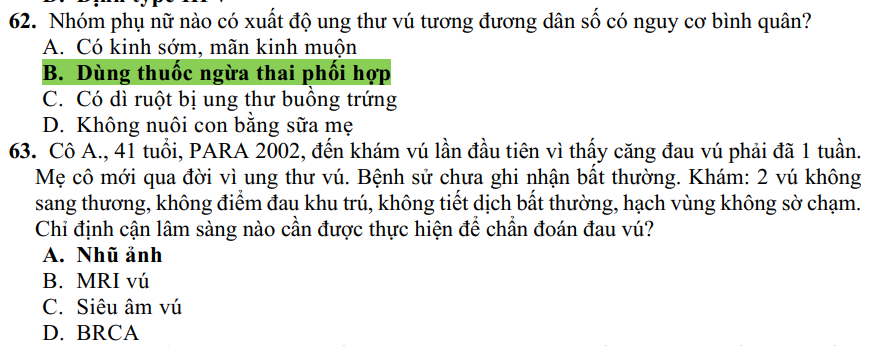 62. Nhóm phụ nữ nào có xuất độ ung thư vú tương đương dân số có nguy cơ bình quân?
A. Có kinh sớm, mãn kinh muộn
B. Dùng thuốc ngừa thai phối hợp
C. Có dì ruột bị ung thư buồng trứng
D. Không nuôi con bằng sữa mẹ
63. Cô A., 41 tuổi, PARA 2002, đến khám vú lần đầu tiên vì thấy căng đau vú phải đã 1 tuần.
Mẹ cô mới qua đời vì ung thư vú. Bệnh sử chưa ghi nhận bất thường. Khám: 2 vú không
sang thương, không điểm đau khu trú, không tiết dịch bất thường, hạch vùng không sờ chạm.
Chỉ định cận lâm sàng nào cần được thực hiện để chẩn đoán đau vú?
A. Nhũ ảnh
B. MRI vú
C. Siêu âm vú
D. BRCA